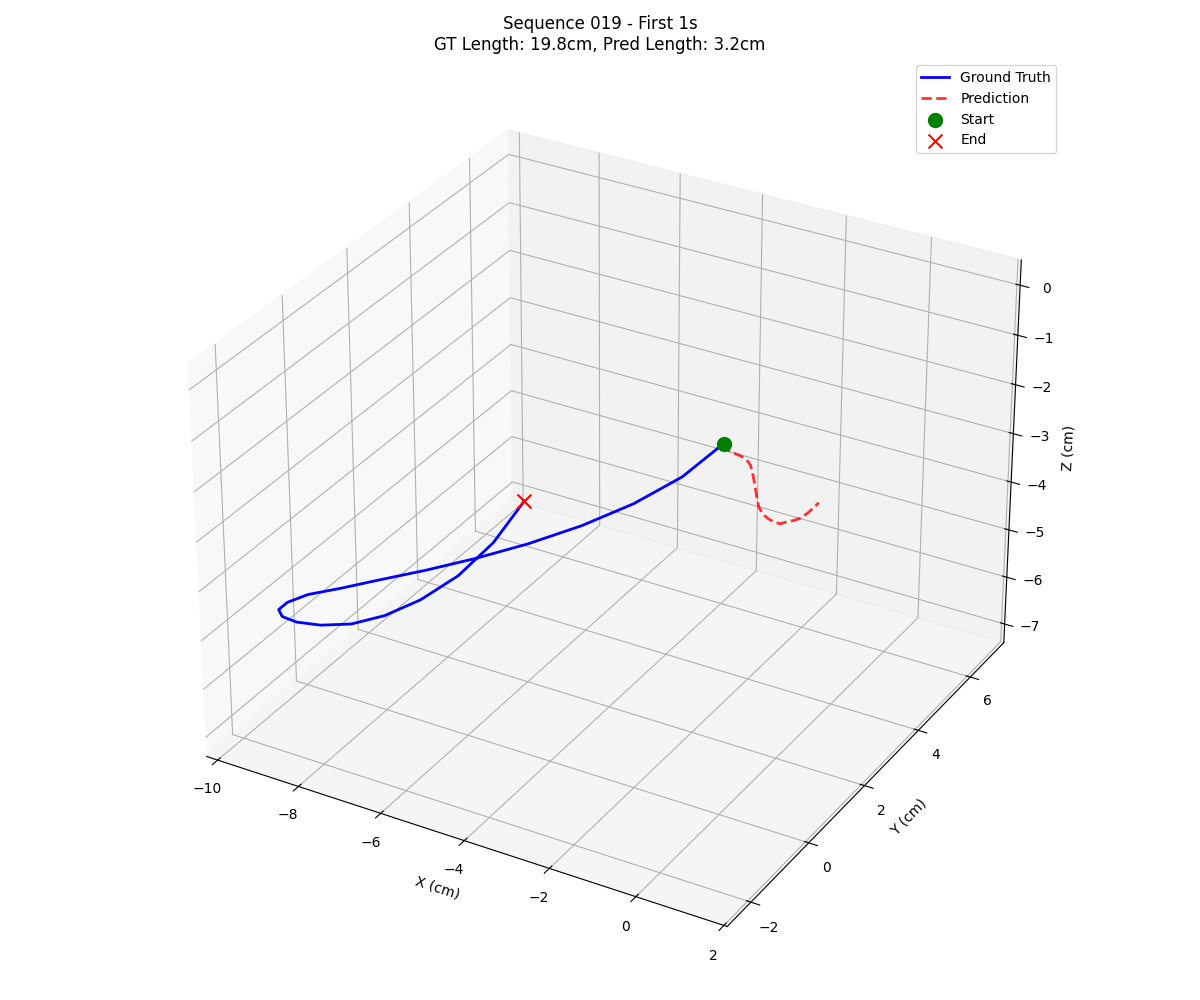 Sequence 019 - First 1s
GT Length: 19.8cm, Pred Length: 3.2cm
Ground Truth
Prediction
Start
End
0
−1
−2
−3
−4
−5
−6
−7
Z (cm)
6
4
2
0
−2
Y (cm)
−10
−8
−6
−4
−2
0
2
X (cm)